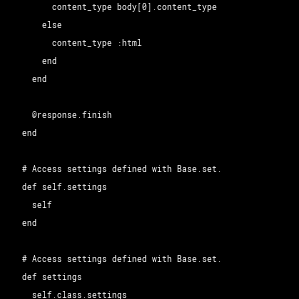 content_type body[0].content_type
else
content_type :html
end
end
@response.finish
end
# Access settings defined with Base.set.
def self.settings
self
end
# Access settings defined with Base.set.
def settings
self.class.settings